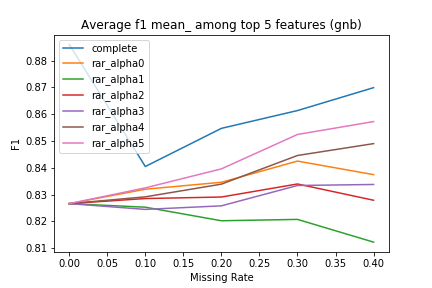 Average f1 mean_ among top 5 features (gnb)
complete
rar_alpha0
rar_alpha1
rar_alpha2
rar_alpha3
rar_alpha4
rar_alpha5
F1
0.88
0.87
0.86
0.85
0.84
0.83
0.82
0.81
0.00 0.05 0.10 0.15 0.20 0.25 0.30 0.35 0.40
Missing Rate